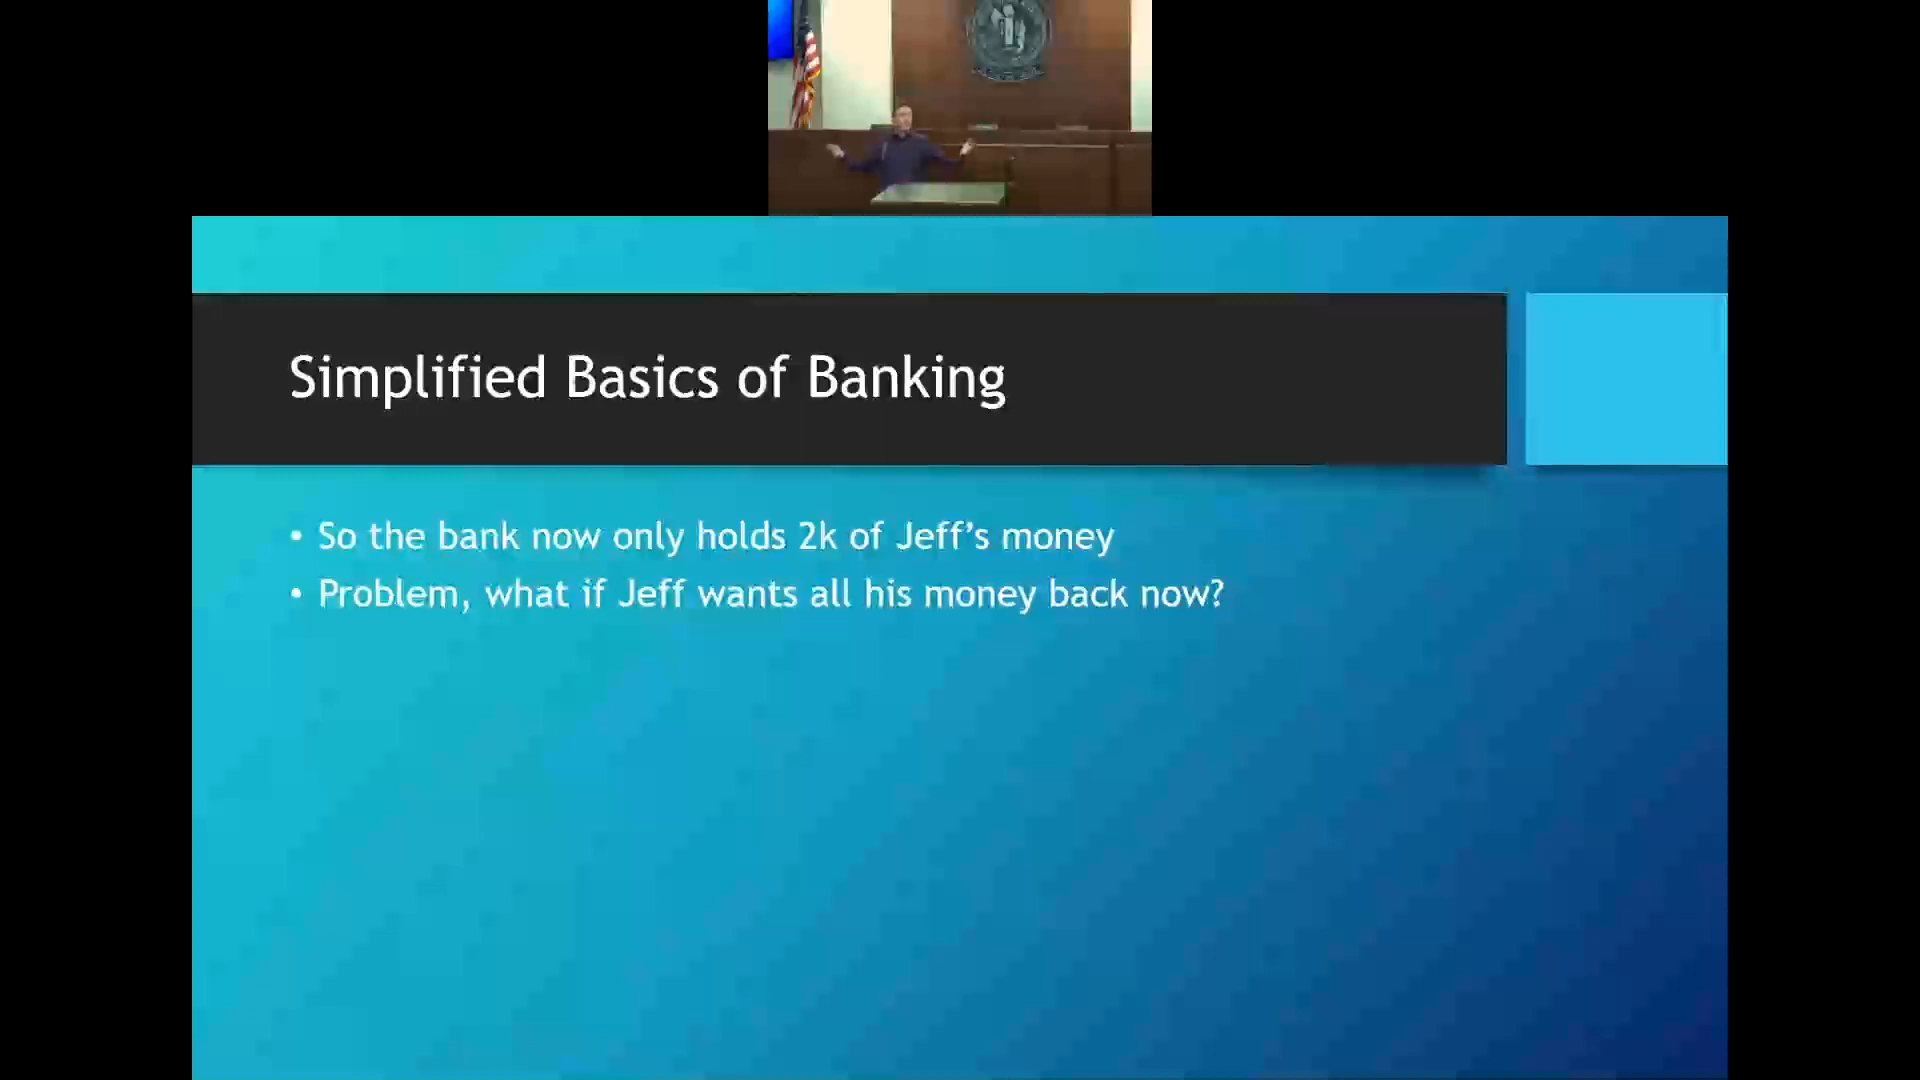 Simplified Basics of Banking
• So the bank now only holds 2k of Jeff’s money
• Problem, what if Jeff wants all his money back now?